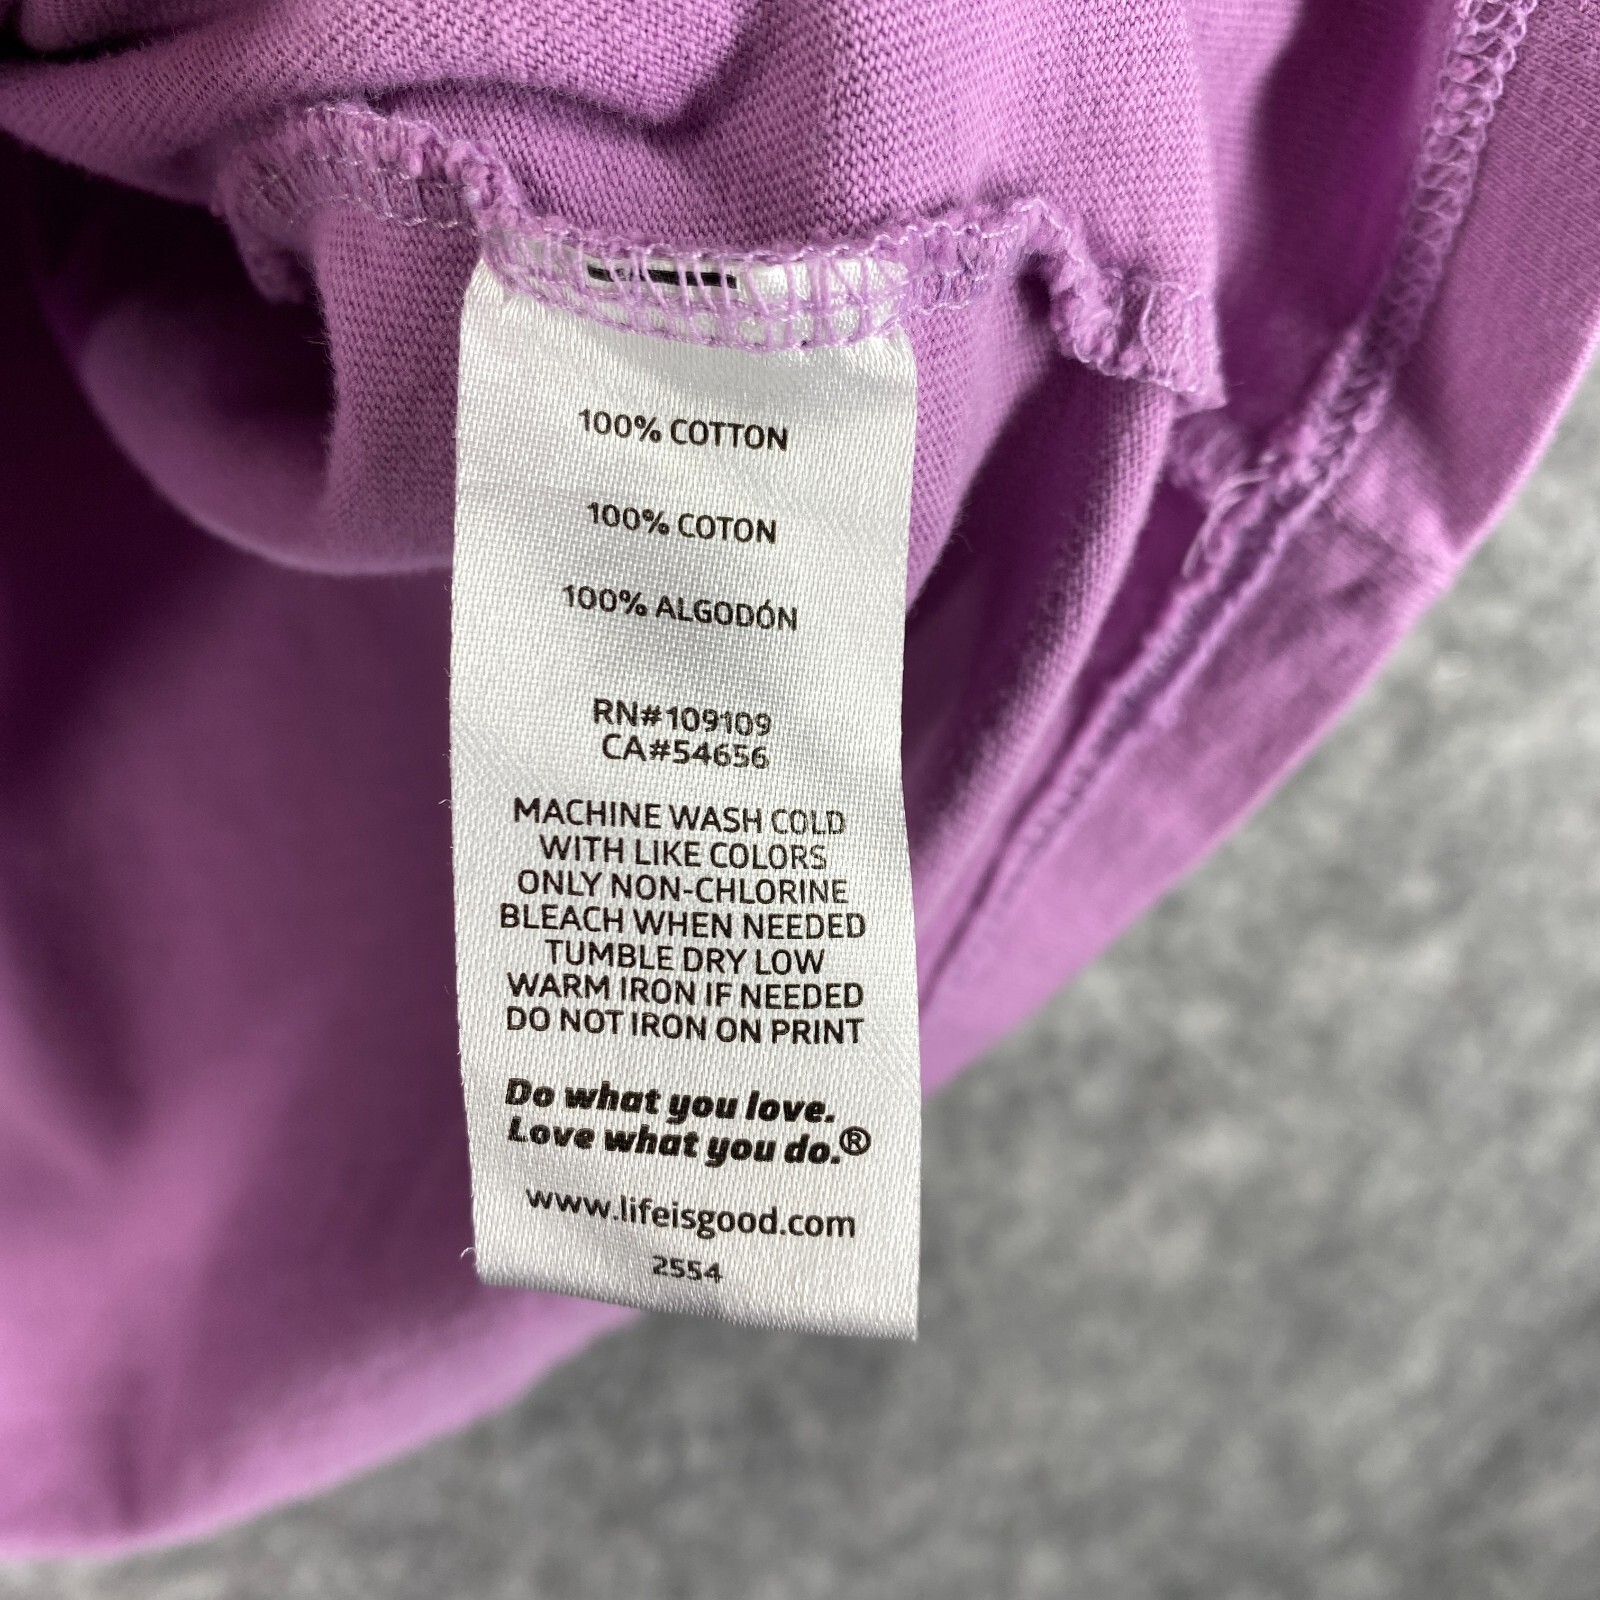 100% COTTON
100% COTON
100% ALGODÓN
RN#109109
CA#54656
MACHINE WASH COLD
WITH LIKE COLORS
ONLY NON-CHLORINE
BLEACH WHEN NEEDED
TUMBLE DRY LOW
WARM IRON IF NEEDED
DO NOT IRON ON PRINT
Do what you love.
Love what you do.®
www.lifeisgood.com
2554